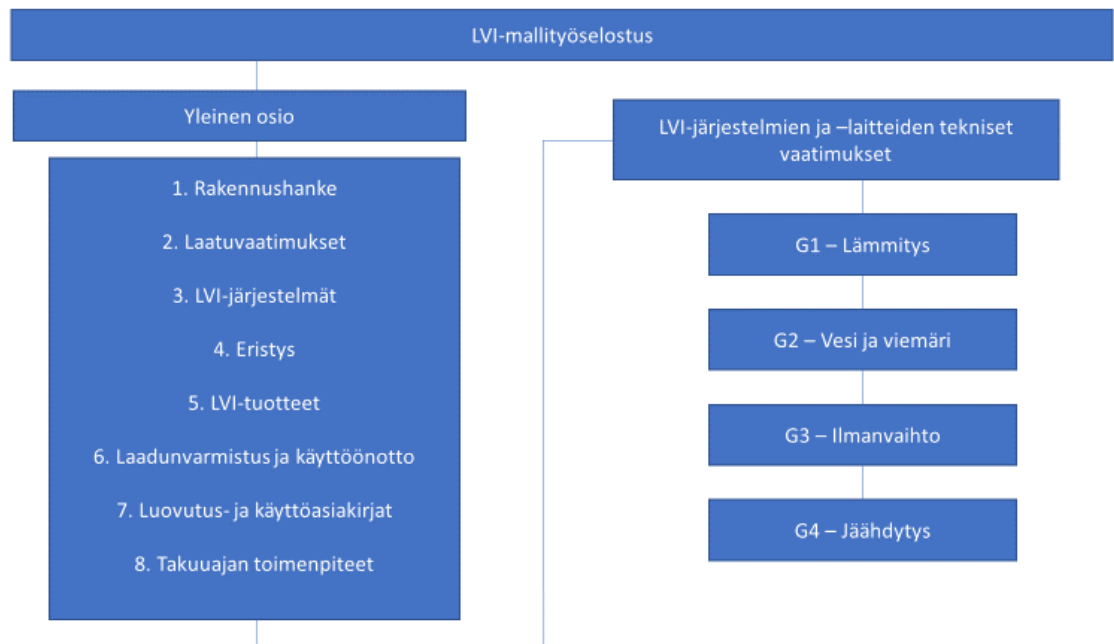 LVI-mallityöselostus
Yleinen osio
1. Rakennushanke
2. Laatuvaatimukset
3. LVI-järjestelmät
4. Eristys
5. LVI-tuotteet
6. Laadunvarmistus ja käyttöönotto
7. Luovutus- ja käyttöasiakirjat
8. Takuuajan toimenpiteet
LVI-järjestelmien ja –laitteiden tekniset
vaatimukset
G1 – Lämmitys
G2 – Vesi ja viemäri
G3 – Ilmanvaihto
G4 – Jäähdytys